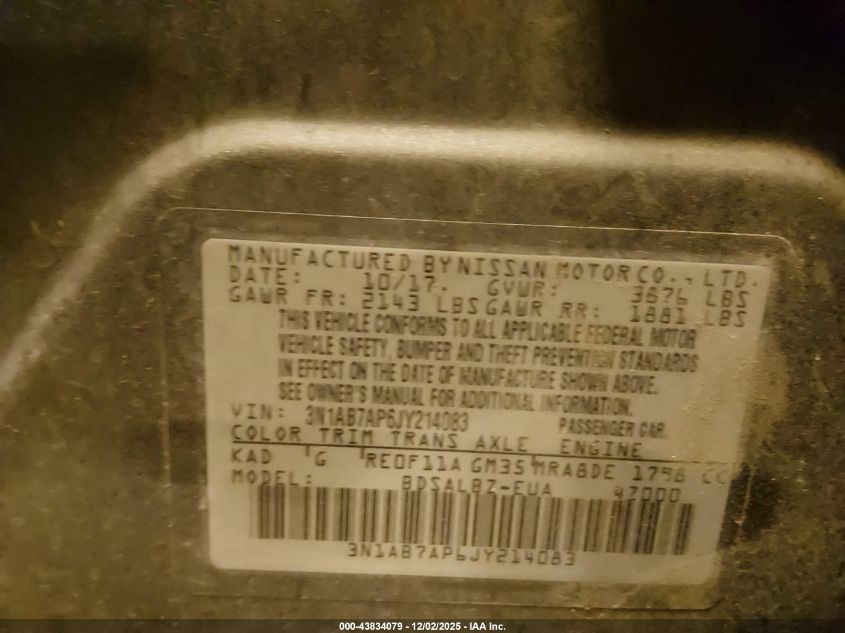 MANUFACTURED BY NISSAN MOTOR CO., LTD.
DATE: 10/17. GVWR: 3676 LBS
GAWR FR: 2143 LBS GAWR RR: 1881 LBS
THIS VEHICLE CONFORMS TO ALL APPLICABLE FEDERAL MOTOR
VEHICLE SAFETY, BUMPER AND THEFT PREVENTION STANDARDS
IN EFFECT ON THE DATE OF MANUFACTURE SHOWN ABOVE.
SEE OWNER'S MANUAL FOR ADDITIONAL INFORMATION.
VIN: 3N1AB7AP6JY214083 PASSENGER CAR.
COLOR TRIM TRANS AXLE ENGINE
KAD G RE0F11A GM35 MRA8DE 1798 CC
MODEL: BDSALBZ-EUA 47000
3N1AB7AP6JY214083
000-43834079 - 12/02/2025 - IAA Inc.